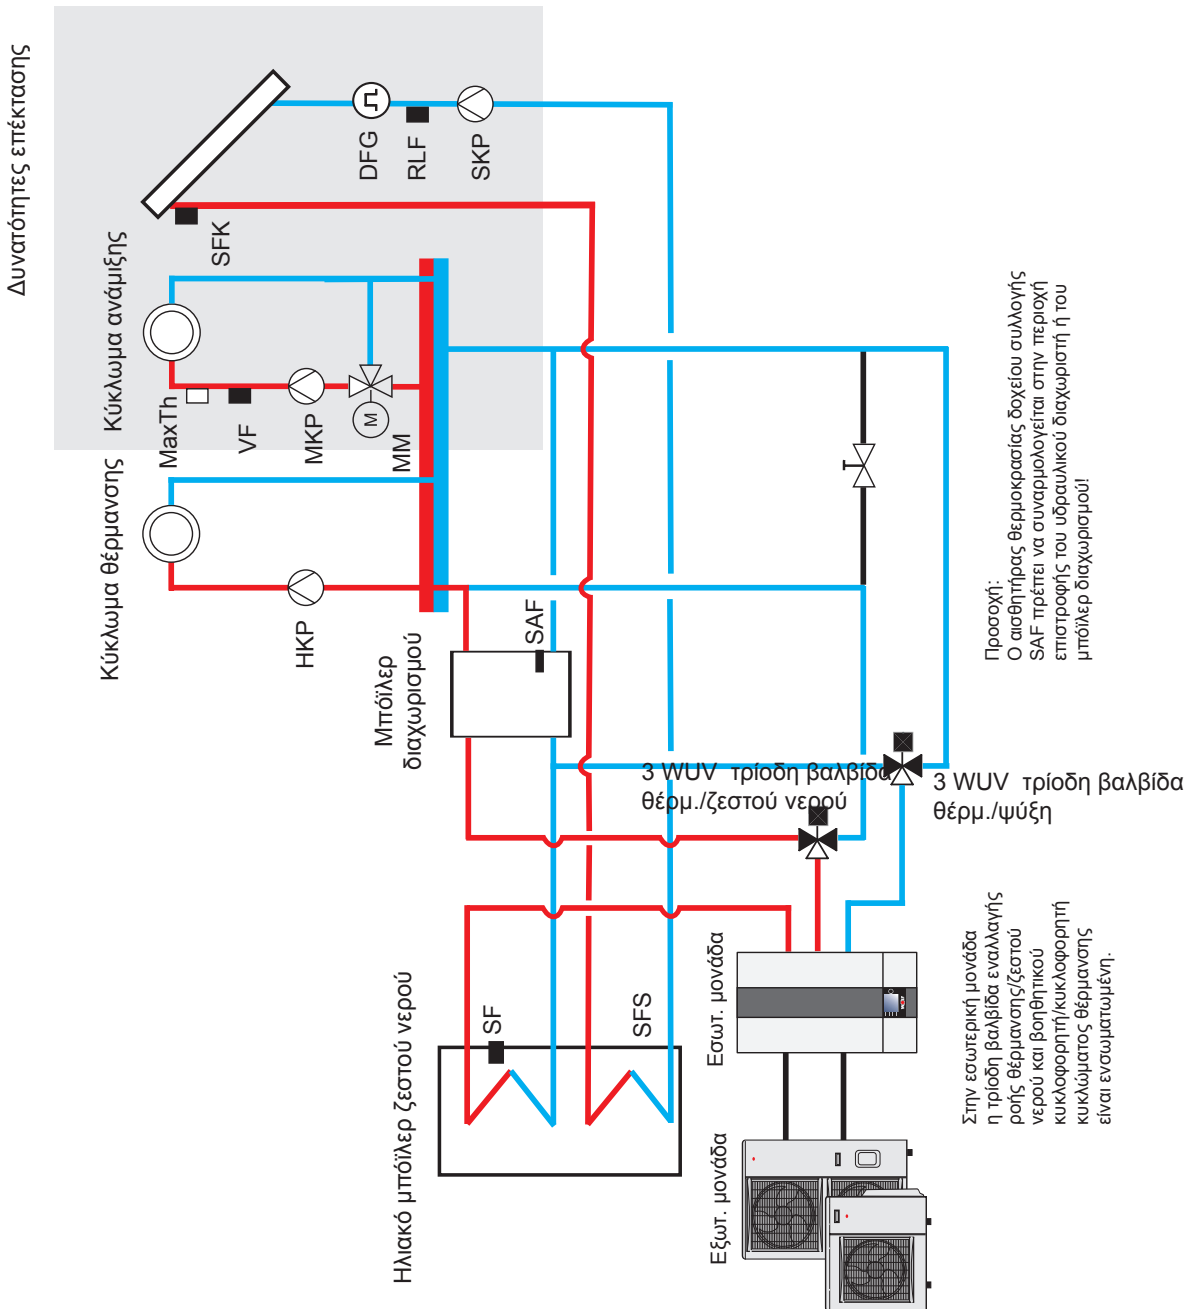 Δυνατότητες επέκτασης
Κύκλωμα ανάμιξης
Κύκλωμα θέρμανσης
SFK
DFG
RLF
SKP
MaxTh
VF
MKP
MM
M
HKP
Μπόϊλερ
διαχωρισμού
SAF
Προσοχή:
Ο αισθητήρας θερμοκρασίας δοχείου συλλογής
SAF πρέπει να συναρμολογείται στην περιοχή
επιστροφής του υδραυλικού διαχωριστή ή του
μπόϊλερ διαχωρισμού!
3 WUV τρίοδη βαλβίδα
θέρμ./ζεστού νερού
3 WUV τρίοδη βαλβίδα
θέρμ./ψύξη
Ηλιακό μπόϊλερ ζεστού νερού
SF
SFS
Εσωτ. μονάδα
Εξωτ. μονάδα
Στην εσωτερική μονάδα
η τρίοδη βαλβίδα εναλλαγής
ροής θέρμανσης/ζεστού
νερού και βοηθητικού
κυκλοφορητή/κυκλοφορητή
κυκλώματος θέρμανσης
είναι ενσωματωμένη.